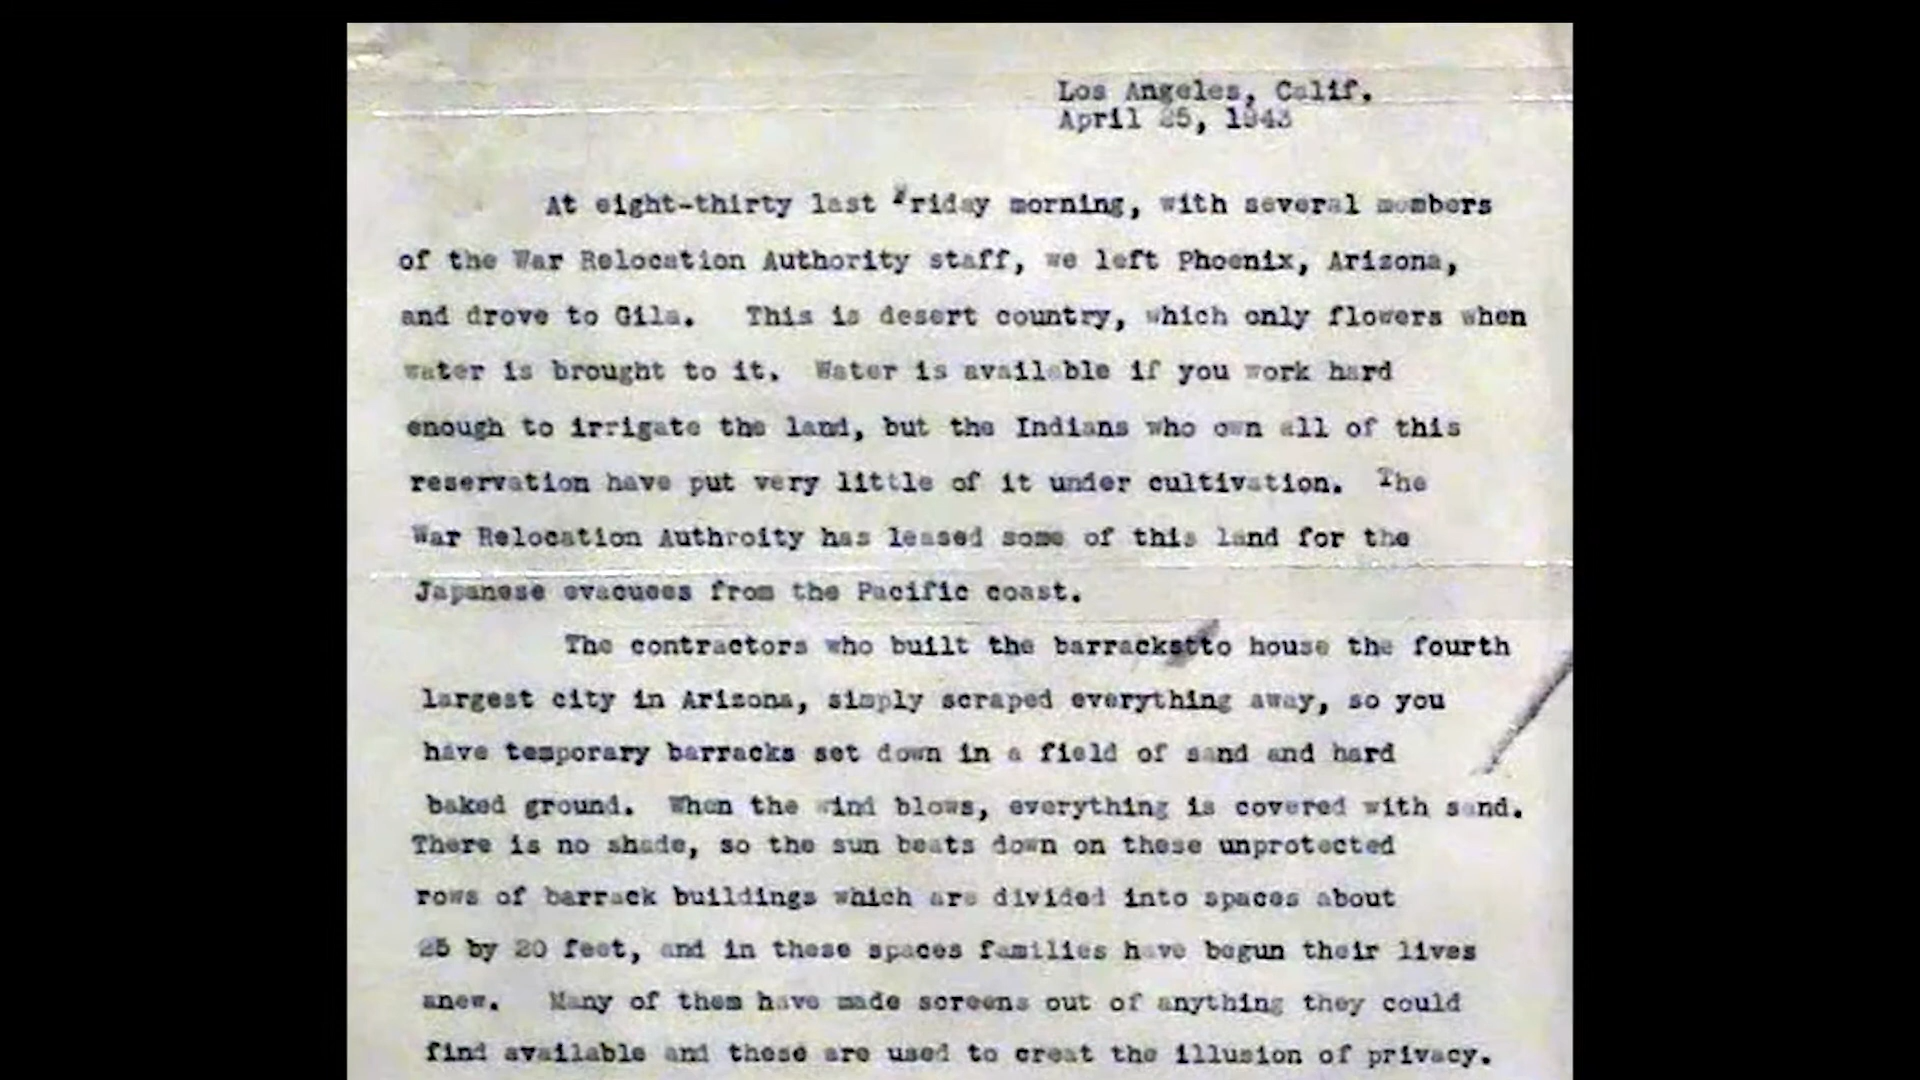 Los Angeles, Calif.
April 25, 1943
At eight-thirty last Friday morning, with several members
of the War Relocation Authority staff, we left Phoenix, Arizona,
and drove to Gila. This is desert country, which only flowers when
water is brought to it. Water is available if you work hard
enough to irrigate the land, but the Indians who own all of this
reservation have put very little of it under cultivation. The
War Relocation Authroity has leased some of this land for the
Japanese evacuees from the Pacific coast.
The contractors who built the barrackstto house the fourth
largest city in Arizona, simply scraped everything away, so you
have temporary barracks set down in a field of sand and hard
baked ground. When the wind blows, everything is covered with sand.
There is no shade, so the sun beats down on these unprotected
rows of barrack buildings which are divided into spaces about
25 by 20 feet, and in these spaces families have begun their lives
anew. Many of them have made screens out of anything they could
find available and these are used to creat the illusion of privacy.